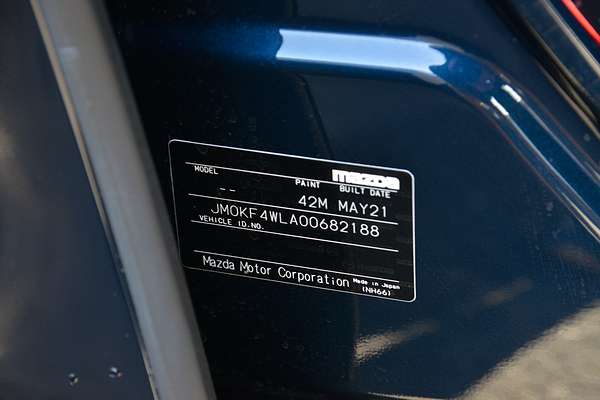 mazda
MODEL PAINT BUILT DATE
-- 42M MAY21
JM0KF4WLA00682188
VEHICLE ID.NO.
Mazda Motor Corporation Made in Japan
(NH66)